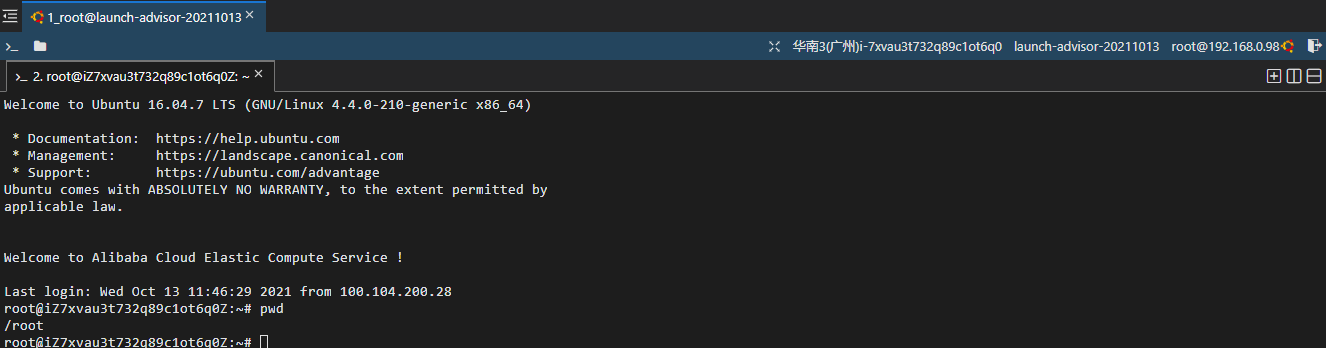 1_root@launch-advisor-20211013 ×
华南3(广州)i-7xvau3t732q89c1ot6q0 launch-advisor-20211013 root@192.168.0.98
2. root@iZ7xvau3t732q89c1ot6q0Z: ~ ×
Welcome to Ubuntu 16.04.7 LTS (GNU/Linux 4.4.0-210-generic x86_64)
* Documentation:  https://help.ubuntu.com
* Management:     https://landscape.canonical.com
* Support:        https://ubuntu.com/advantage
Ubuntu comes with ABSOLUTELY NO WARRANTY, to the extent permitted by
applicable law.
Welcome to Alibaba Cloud Elastic Compute Service !
Last login: Wed Oct 13 11:46:29 2021 from 100.104.200.28
root@iZ7xvau3t732q89c1ot6q0Z:~# pwd
/root
root@iZ7xvau3t732q89c1ot6q0Z:~#